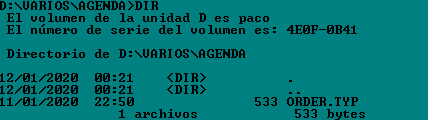 D:\VARIOS\AGENDA>DIR
El volumen de la unidad D es paco
El número de serie del volumen es: 4E0F-0B41
Directorio de D:\VARIOS\AGENDA
12/01/2020  00:21    <DIR>          .
12/01/2020  00:21    <DIR>          ..
11/01/2020  22:50               533 ORDER.TYP
1 archivos            533 bytes